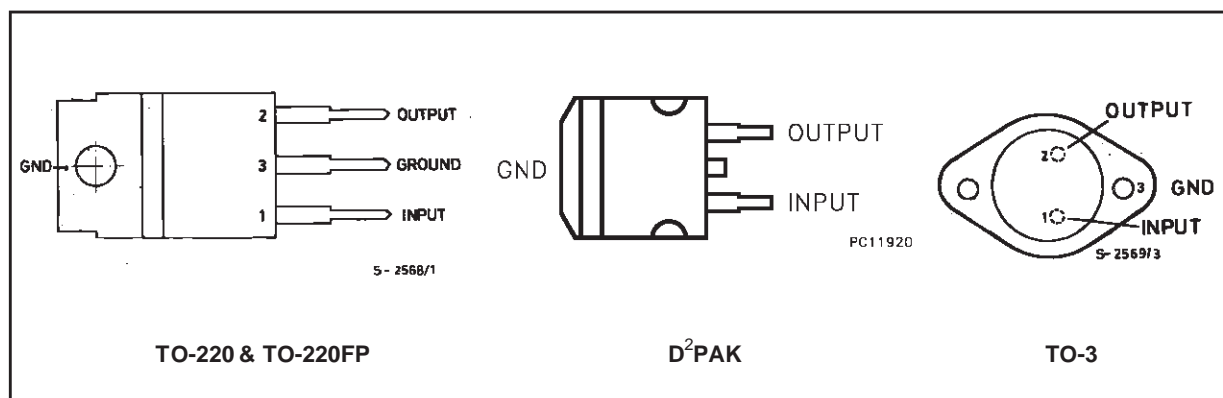 2 OUTPUT
GND 3 GROUND
1 INPUT
S-2568/1
TO-220 & TO-220FP
OUTPUT
GND
INPUT
PC11920
D²PAK
OUTPUT
2
3 GND
1 INPUT
S-2569/3
TO-3